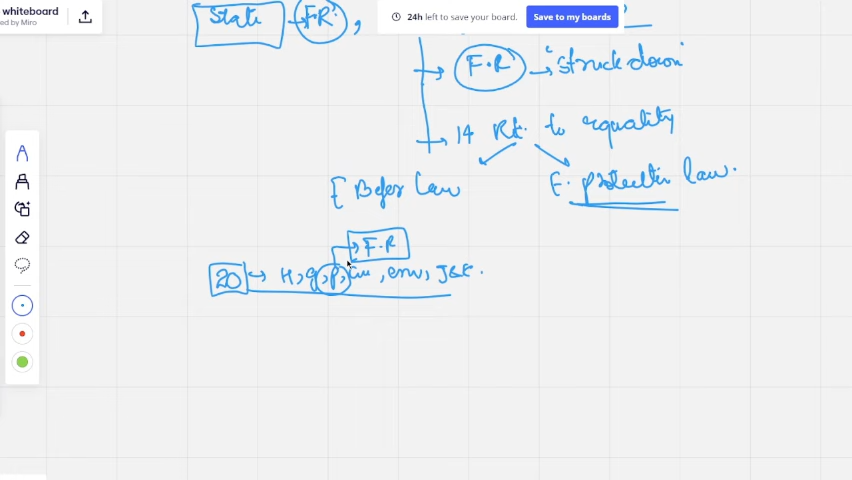 whiteboard
ed by Miro
24h left to save your board.
Save to my boards
State → F.R. ,
→ F.R → "struck down"
→ 14 Rt. to equality
E Before Law
E. protection law.
→ F.R
20 ↔ H, g, p, env, J&K.